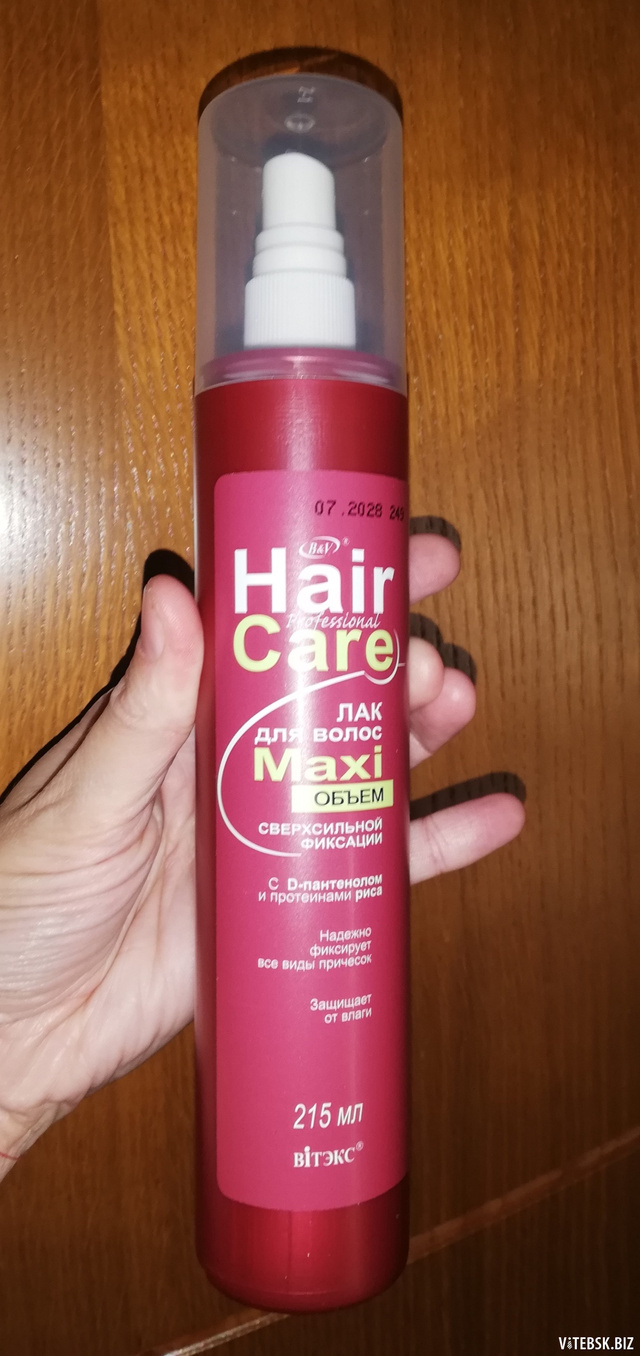 07.2028 249
B&V®
Hair
Professional
Care
ЛАК
ДЛЯ ВОЛОС
Maxi
ОБЪЕМ
СВЕРХСИЛЬНОЙ
ФИКСАЦИИ
С D-пантенолом
и протеинами риса
Надежно
фиксирует
все виды причесок
Защищает
от влаги
215 мл
ВiТЭКС®
ViTEBSK.BIZ